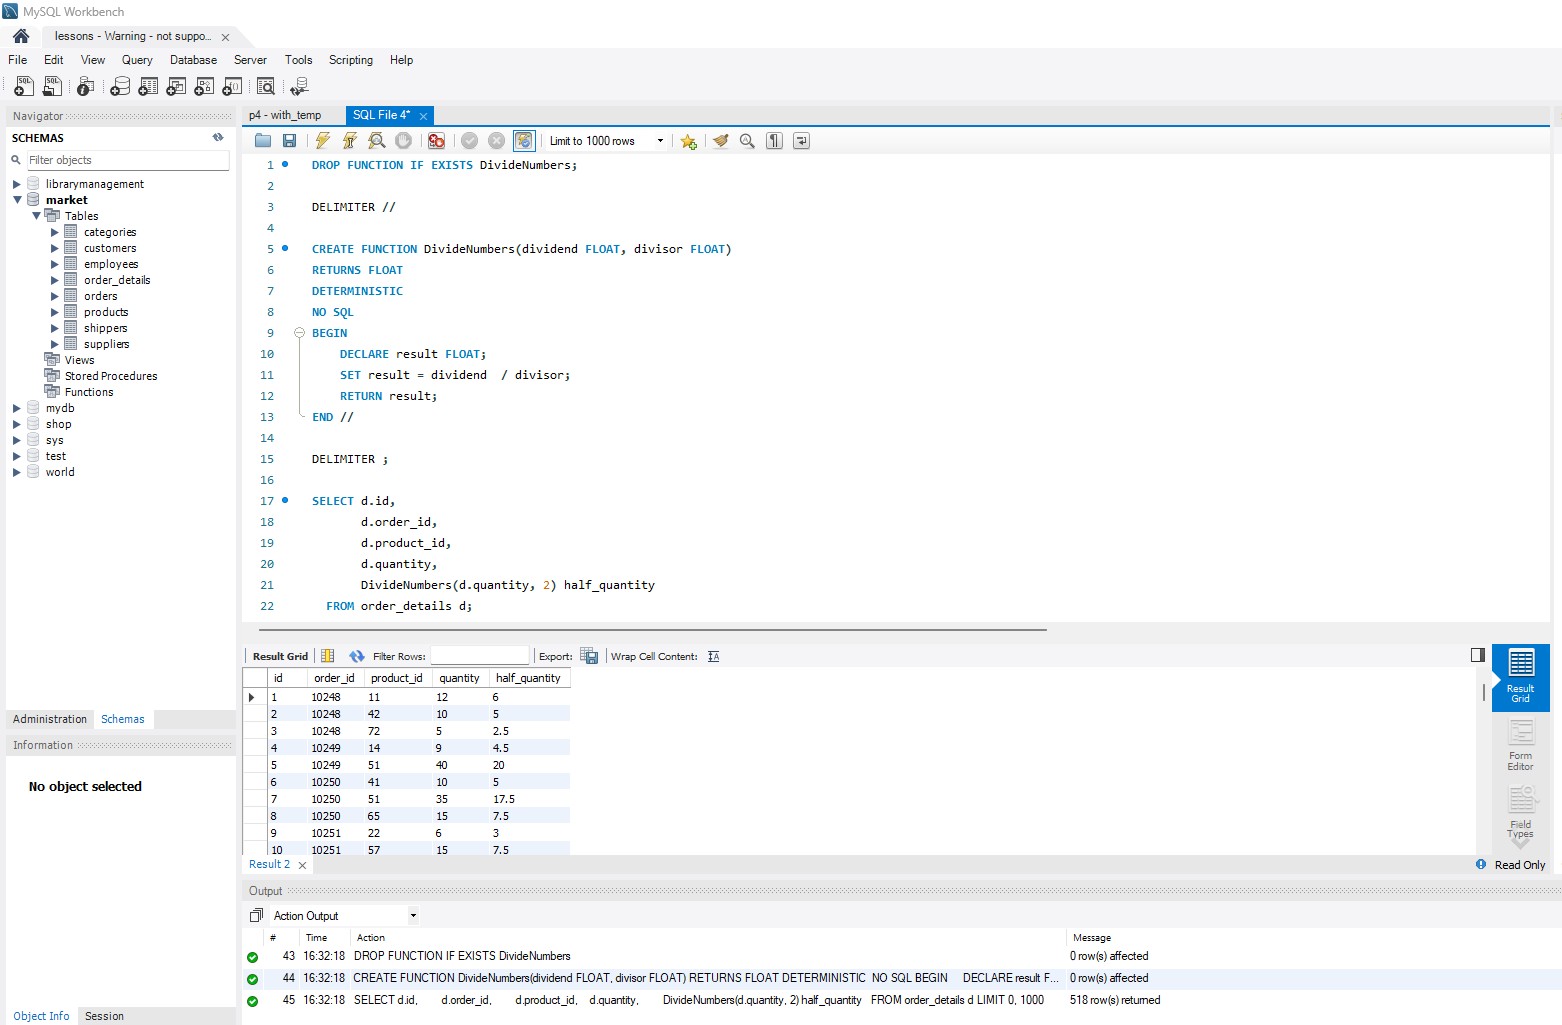 MySQL Workbench
lessons - Warning - not suppo... ×
File Edit View Query Database Server Tools Scripting Help
Navigator
SCHEMAS
Filter objects
librarymanagement
market
Tables
categories
customers
employees
order_details
orders
products
shippers
suppliers
Views
Stored Procedures
Functions
mydb
shop
sys
test
world
Administration Schemas
Information
No object selected
Object Info Session
p4 - with_temp SQL File 4* ×
Limit to 1000 rows
1 DROP FUNCTION IF EXISTS DivideNumbers;
2
3 DELIMITER //
4
5 CREATE FUNCTION DivideNumbers(dividend FLOAT, divisor FLOAT)
6 RETURNS FLOAT
7 DETERMINISTIC
8 NO SQL
9 BEGIN
10 DECLARE result FLOAT;
11 SET result = dividend / divisor;
12 RETURN result;
13 END //
14
15 DELIMITER ;
16
17 SELECT d.id,
18 d.order_id,
19 d.product_id,
20 d.quantity,
21 DivideNumbers(d.quantity, 2) half_quantity
22 FROM order_details d;
Result Grid Filter Rows: Export: Wrap Cell Content:
id order_id product_id quantity half_quantity
1 10248 11 12 6
2 10248 42 10 5
3 10248 72 5 2.5
4 10249 14 9 4.5
5 10249 51 40 20
6 10250 41 10 5
7 10250 51 35 17.5
8 10250 65 15 7.5
9 10251 22 6 3
10 10251 57 15 7.5
Result Grid
Form Editor
Field Types
Result 2 ×
Read Only
Output
Action Output
# Time Action Message
43 16:32:18 DROP FUNCTION IF EXISTS DivideNumbers 0 row(s) affected
44 16:32:18 CREATE FUNCTION DivideNumbers(dividend FLOAT, divisor FLOAT) RETURNS FLOAT DETERMINISTIC NO SQL BEGIN DECLARE result F... 0 row(s) affected
45 16:32:18 SELECT d.id, d.order_id, d.product_id, d.quantity, DivideNumbers(d.quantity, 2) half_quantity FROM order_details d LIMIT 0, 1000 518 row(s) returned